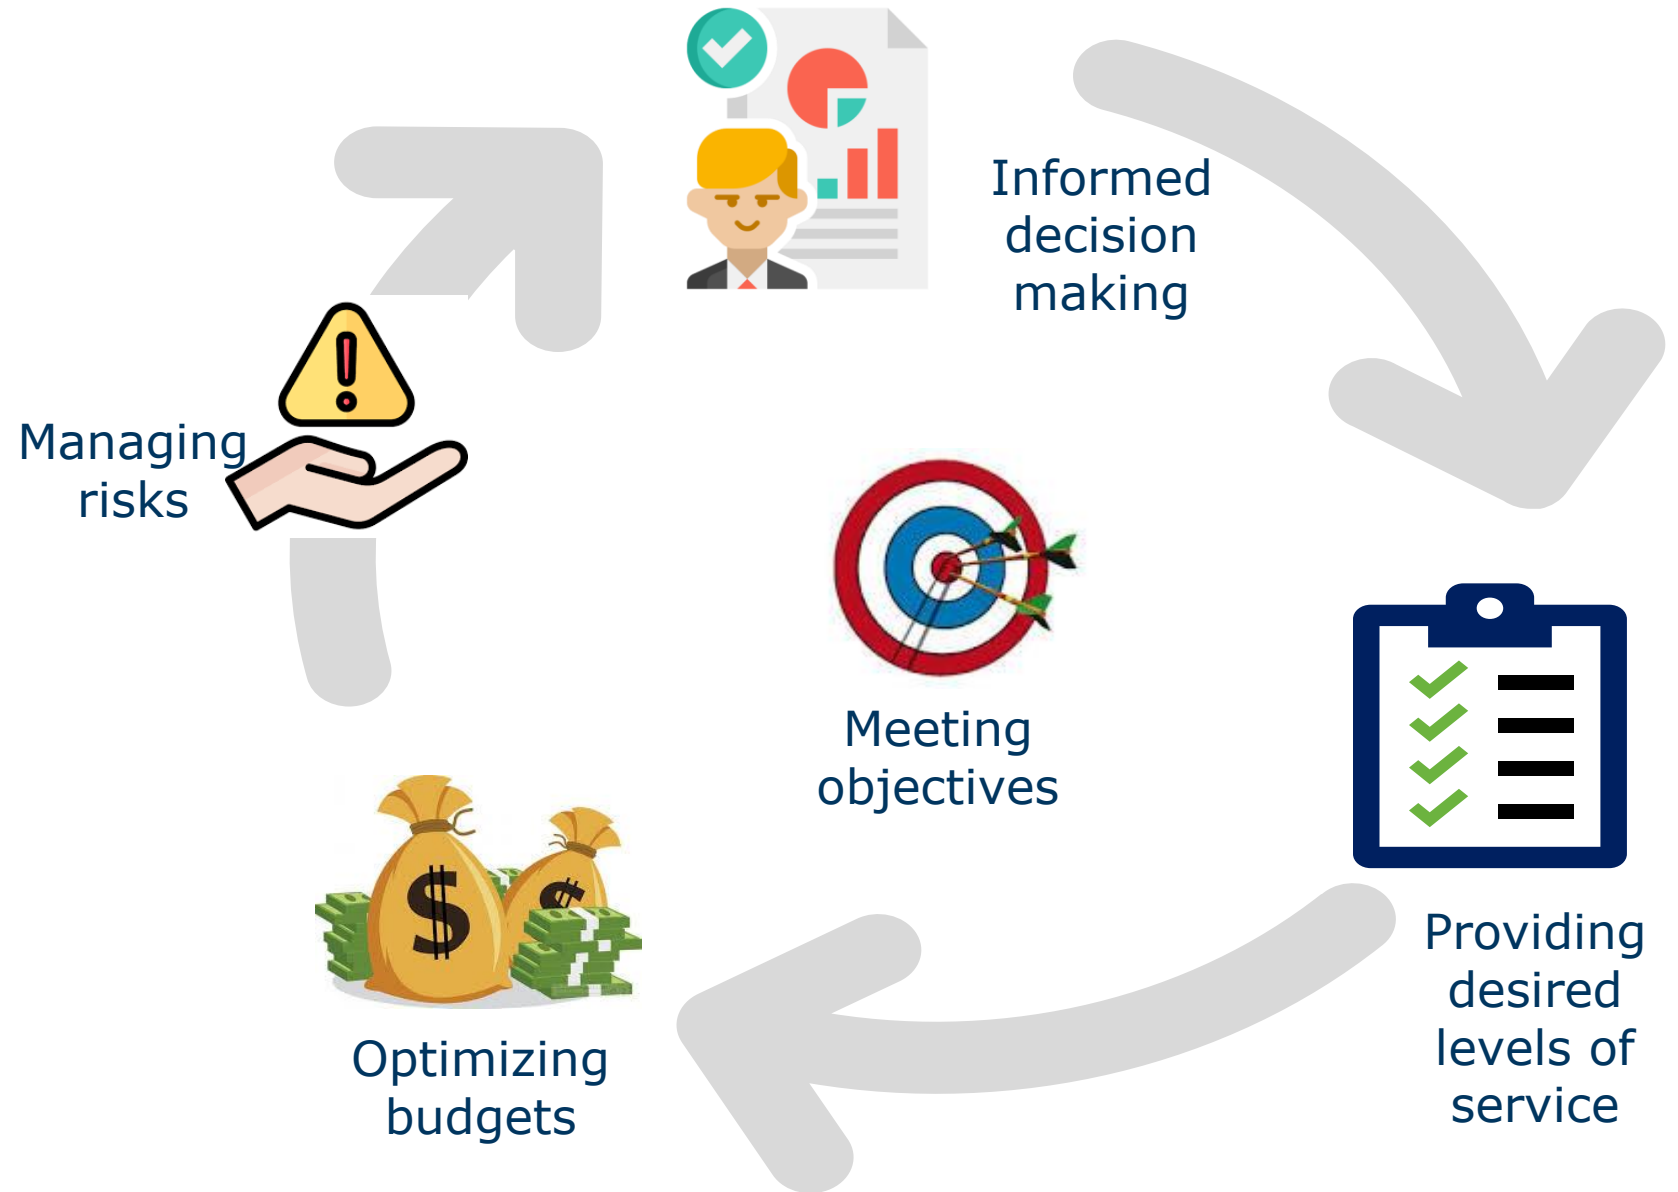 Informed
decision
making
Managing
risks
Meeting
objectives
Providing
desired
levels of
service
$
$
Optimizing
budgets